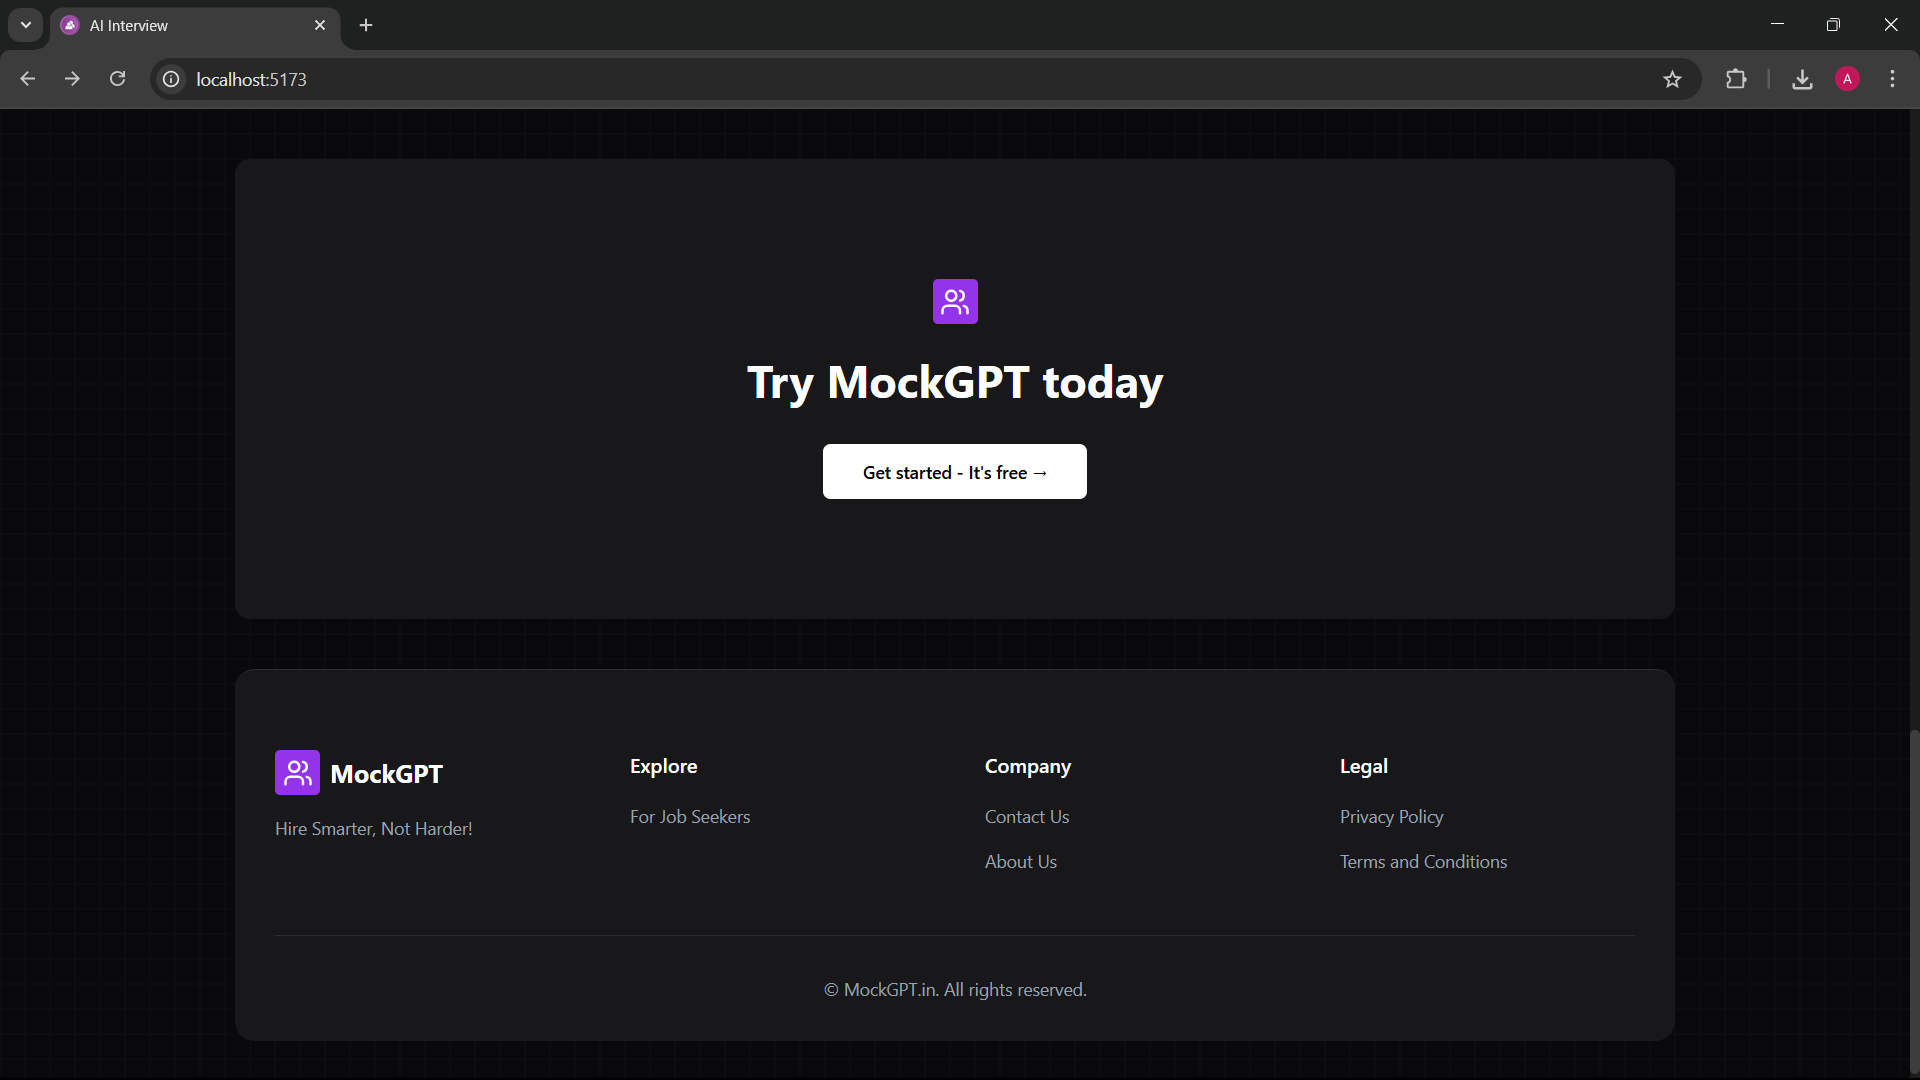 AI Interview
localhost:5173
A
Try MockGPT today
Get started - It's free →
MockGPT
Hire Smarter, Not Harder!
Explore
For Job Seekers
Company
Contact Us
About Us
Legal
Privacy Policy
Terms and Conditions
© MockGPT.in. All rights reserved.